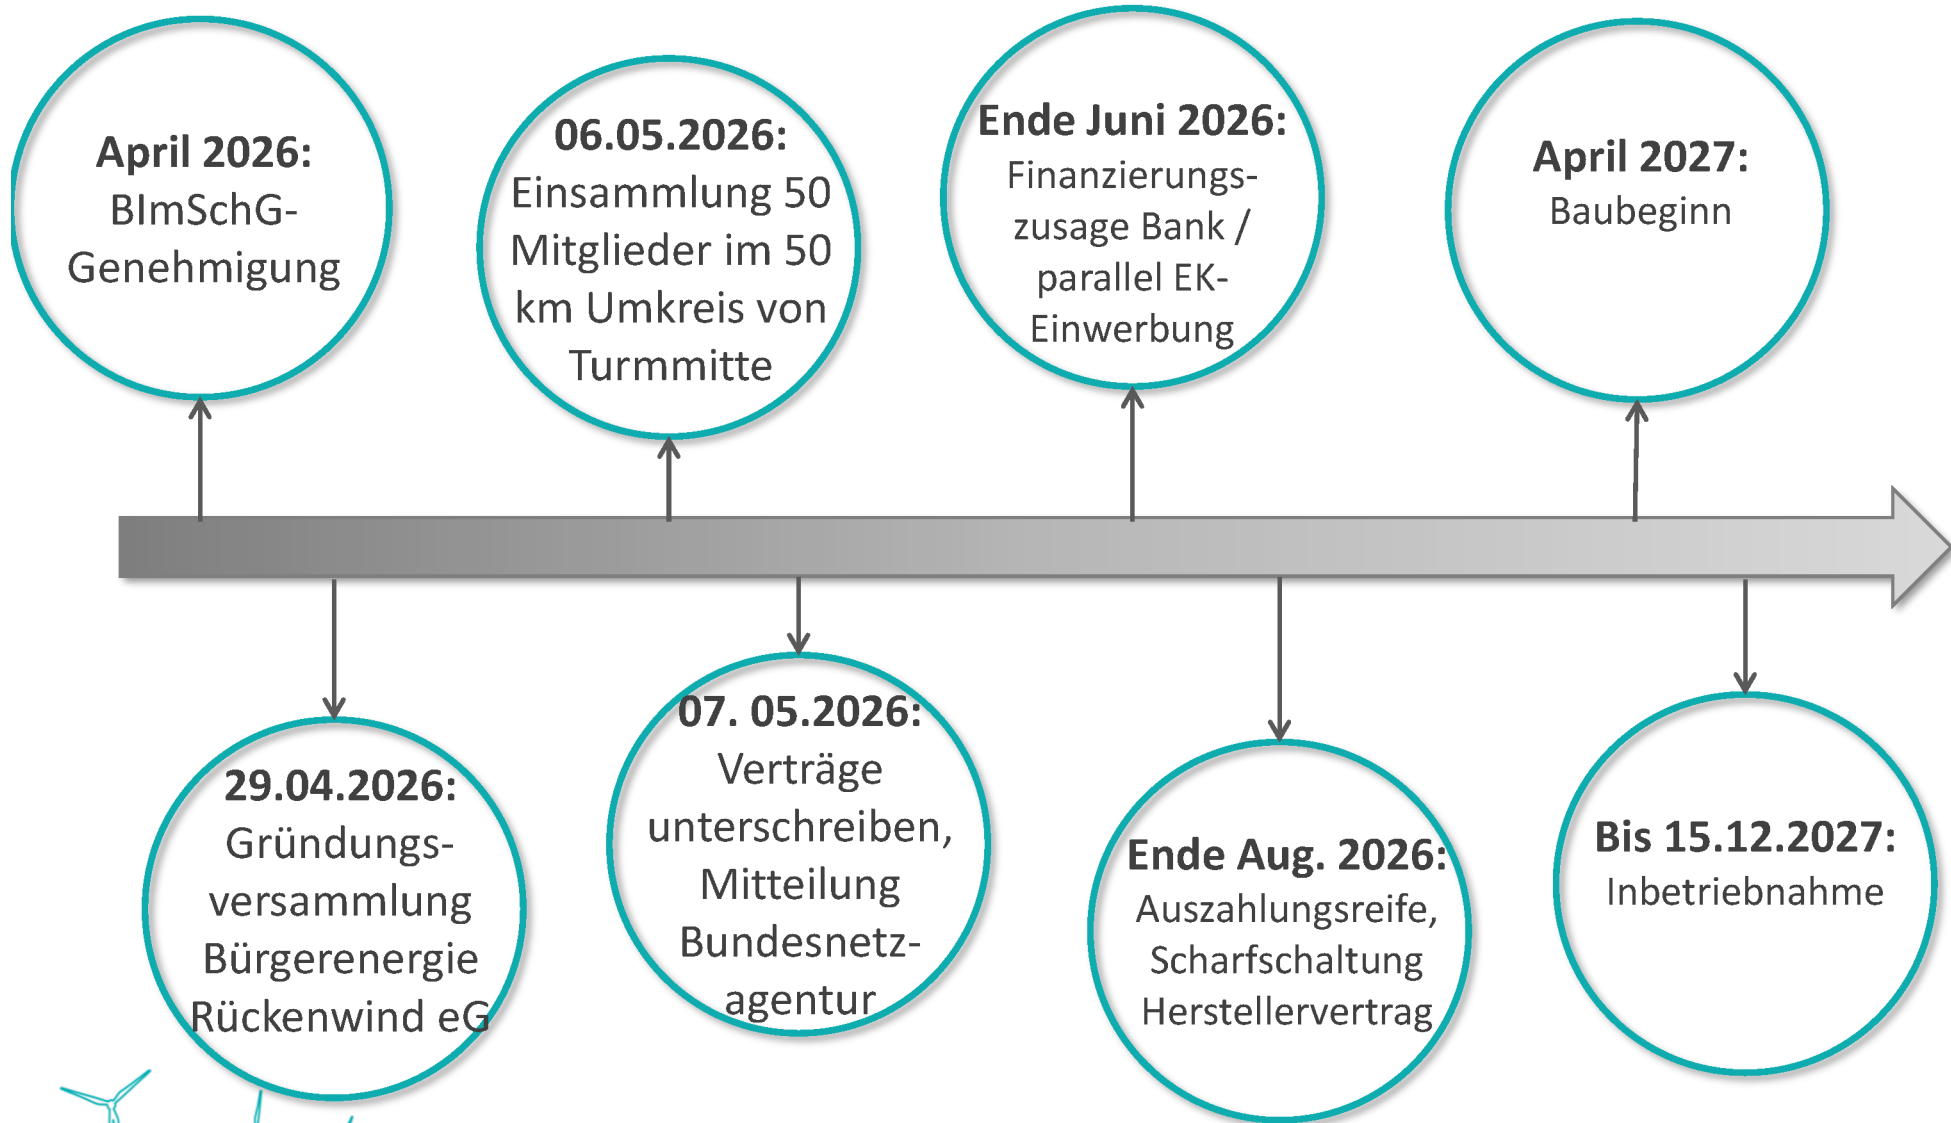 April 2026:
BImSchG-
Genehmigung
29.04.2026:
Gründungs-
versammlung
Bürgerenergie
Rückenwind eG
06.05.2026:
Einsammlung 50
Mitglieder im 50
km Umkreis von
Turmmitte
07. 05.2026:
Verträge
unterschreiben,
Mitteilung
Bundesnetz-
agentur
Ende Juni 2026:
Finanzierungs-
zusage Bank /
parallel EK-
Einwerbung
Ende Aug. 2026:
Auszahlungsreife,
Scharfschaltung
Herstellervertrag
April 2027:
Baubeginn
Bis 15.12.2027:
Inbetriebnahme